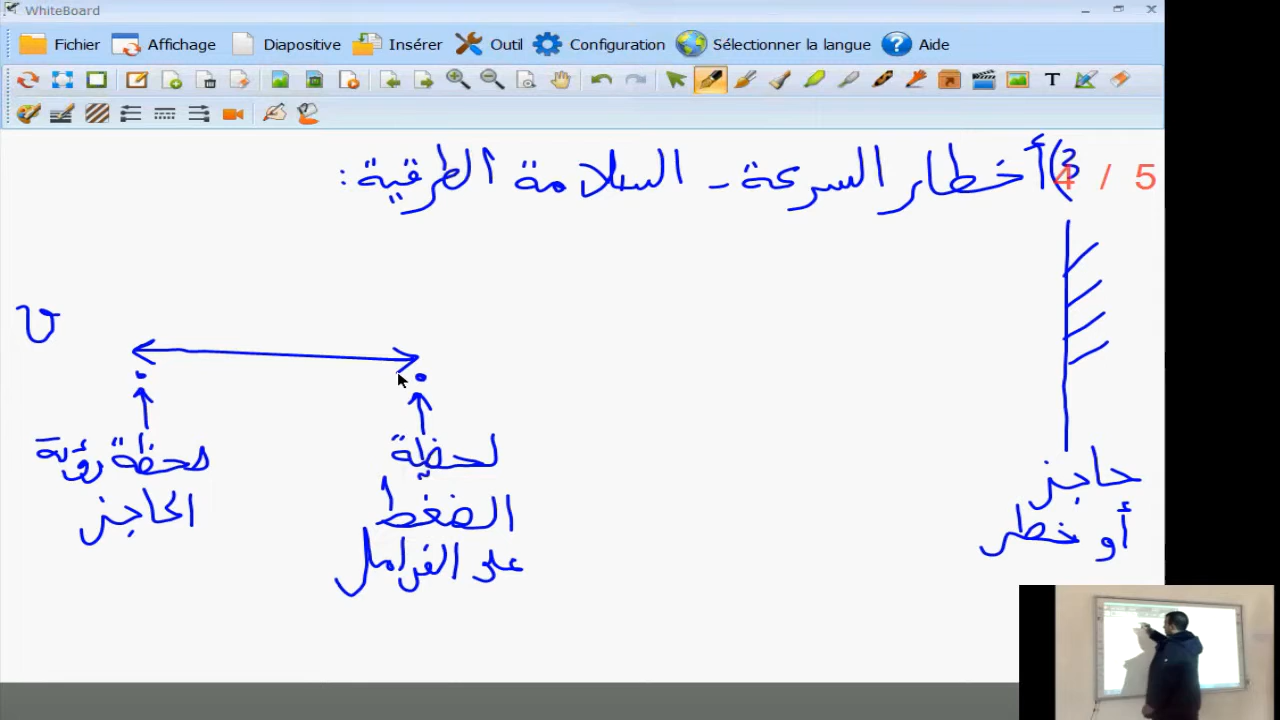 WhiteBoard
Fichier Affichage Diapositive Insérer Outil Configuration Sélectionner la langue Aide
3) أخطار السرعة - السلامة الطرقية :
4 / 5
v
لحظة رؤية
الحاجز
لحظة
الضغط
على الفرامل
حاجز
أو خطر